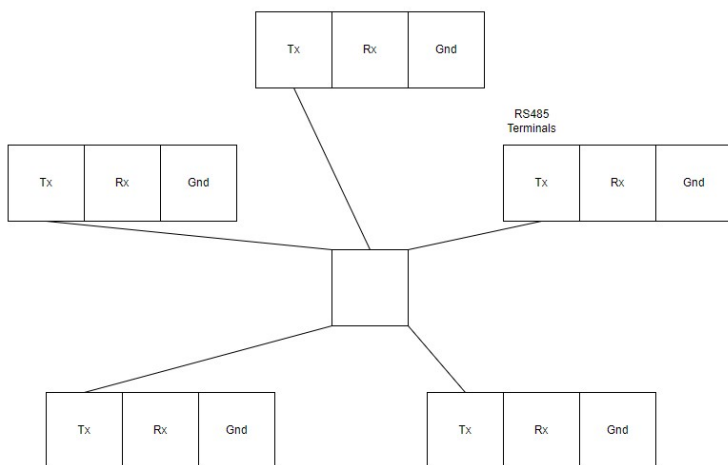 Tx Rx Gnd
RS485
Terminals
Tx Rx Gnd
Tx Rx Gnd
Tx Rx Gnd
Tx Rx Gnd